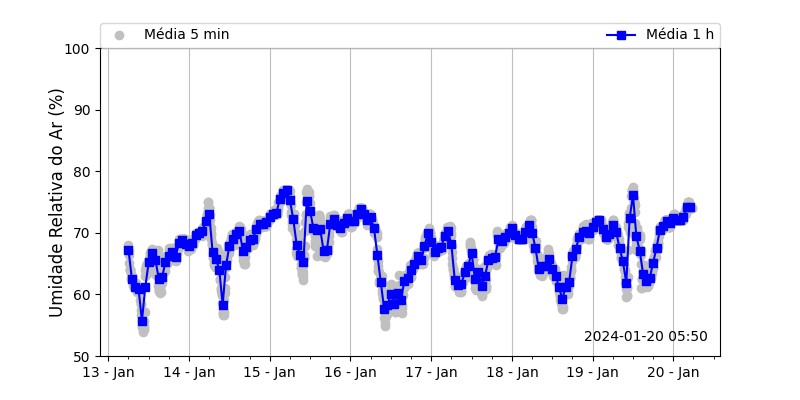 Média 5 min
Média 1 h
100
90
80
70
60
50
Umidade Relativa do Ar (%)
2024-01-20 05:50
13 - Jan
14 - Jan
15 - Jan
16 - Jan
17 - Jan
18 - Jan
19 - Jan
20 - Jan